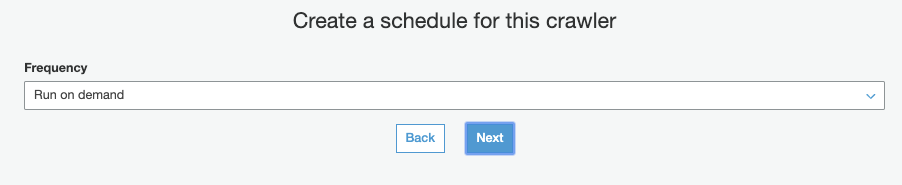 Create a schedule for this crawler
Frequency
Run on demand
Back
Next